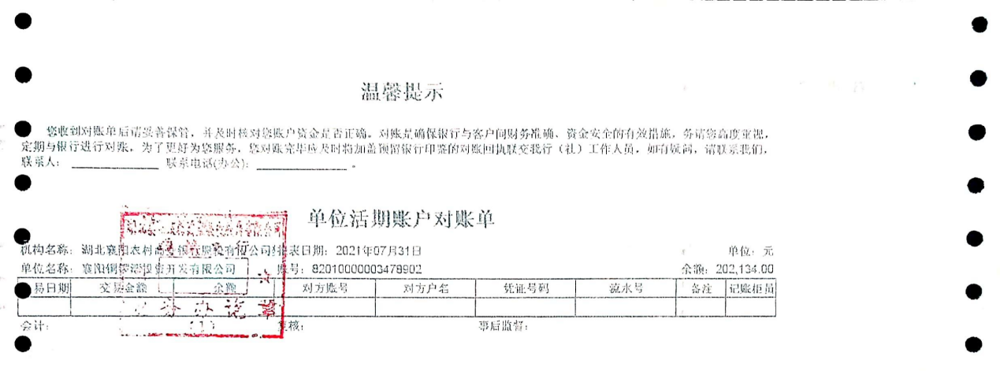 温馨提示
您收到对账单后请妥善保管，并及时核对您账户资金是否正确。对账是确保银行与客户间财务准确、资金安全的有效措施，务请您高度重视，
定期与银行进行对账，为了更好为您服务，您对账完毕应及时将加盖预留银行印鉴的对账回执联交我行（社）工作人员，如有疑问，请联系我们，
联系人： 联系电话(办公)： 。
单位活期账户对账单
机构名称：湖北襄阳农村商业银行股份有限公司 报表日期：2021年07月31日 单位：元
单位名称：襄阳 开发有限公司 账号：82010000003478902 余额：202,134.00
易日期 交易金额 余额 对方账号 对方户名 凭证号码 流水号 备注 记账柜员
会计： 复核： 事后监督：